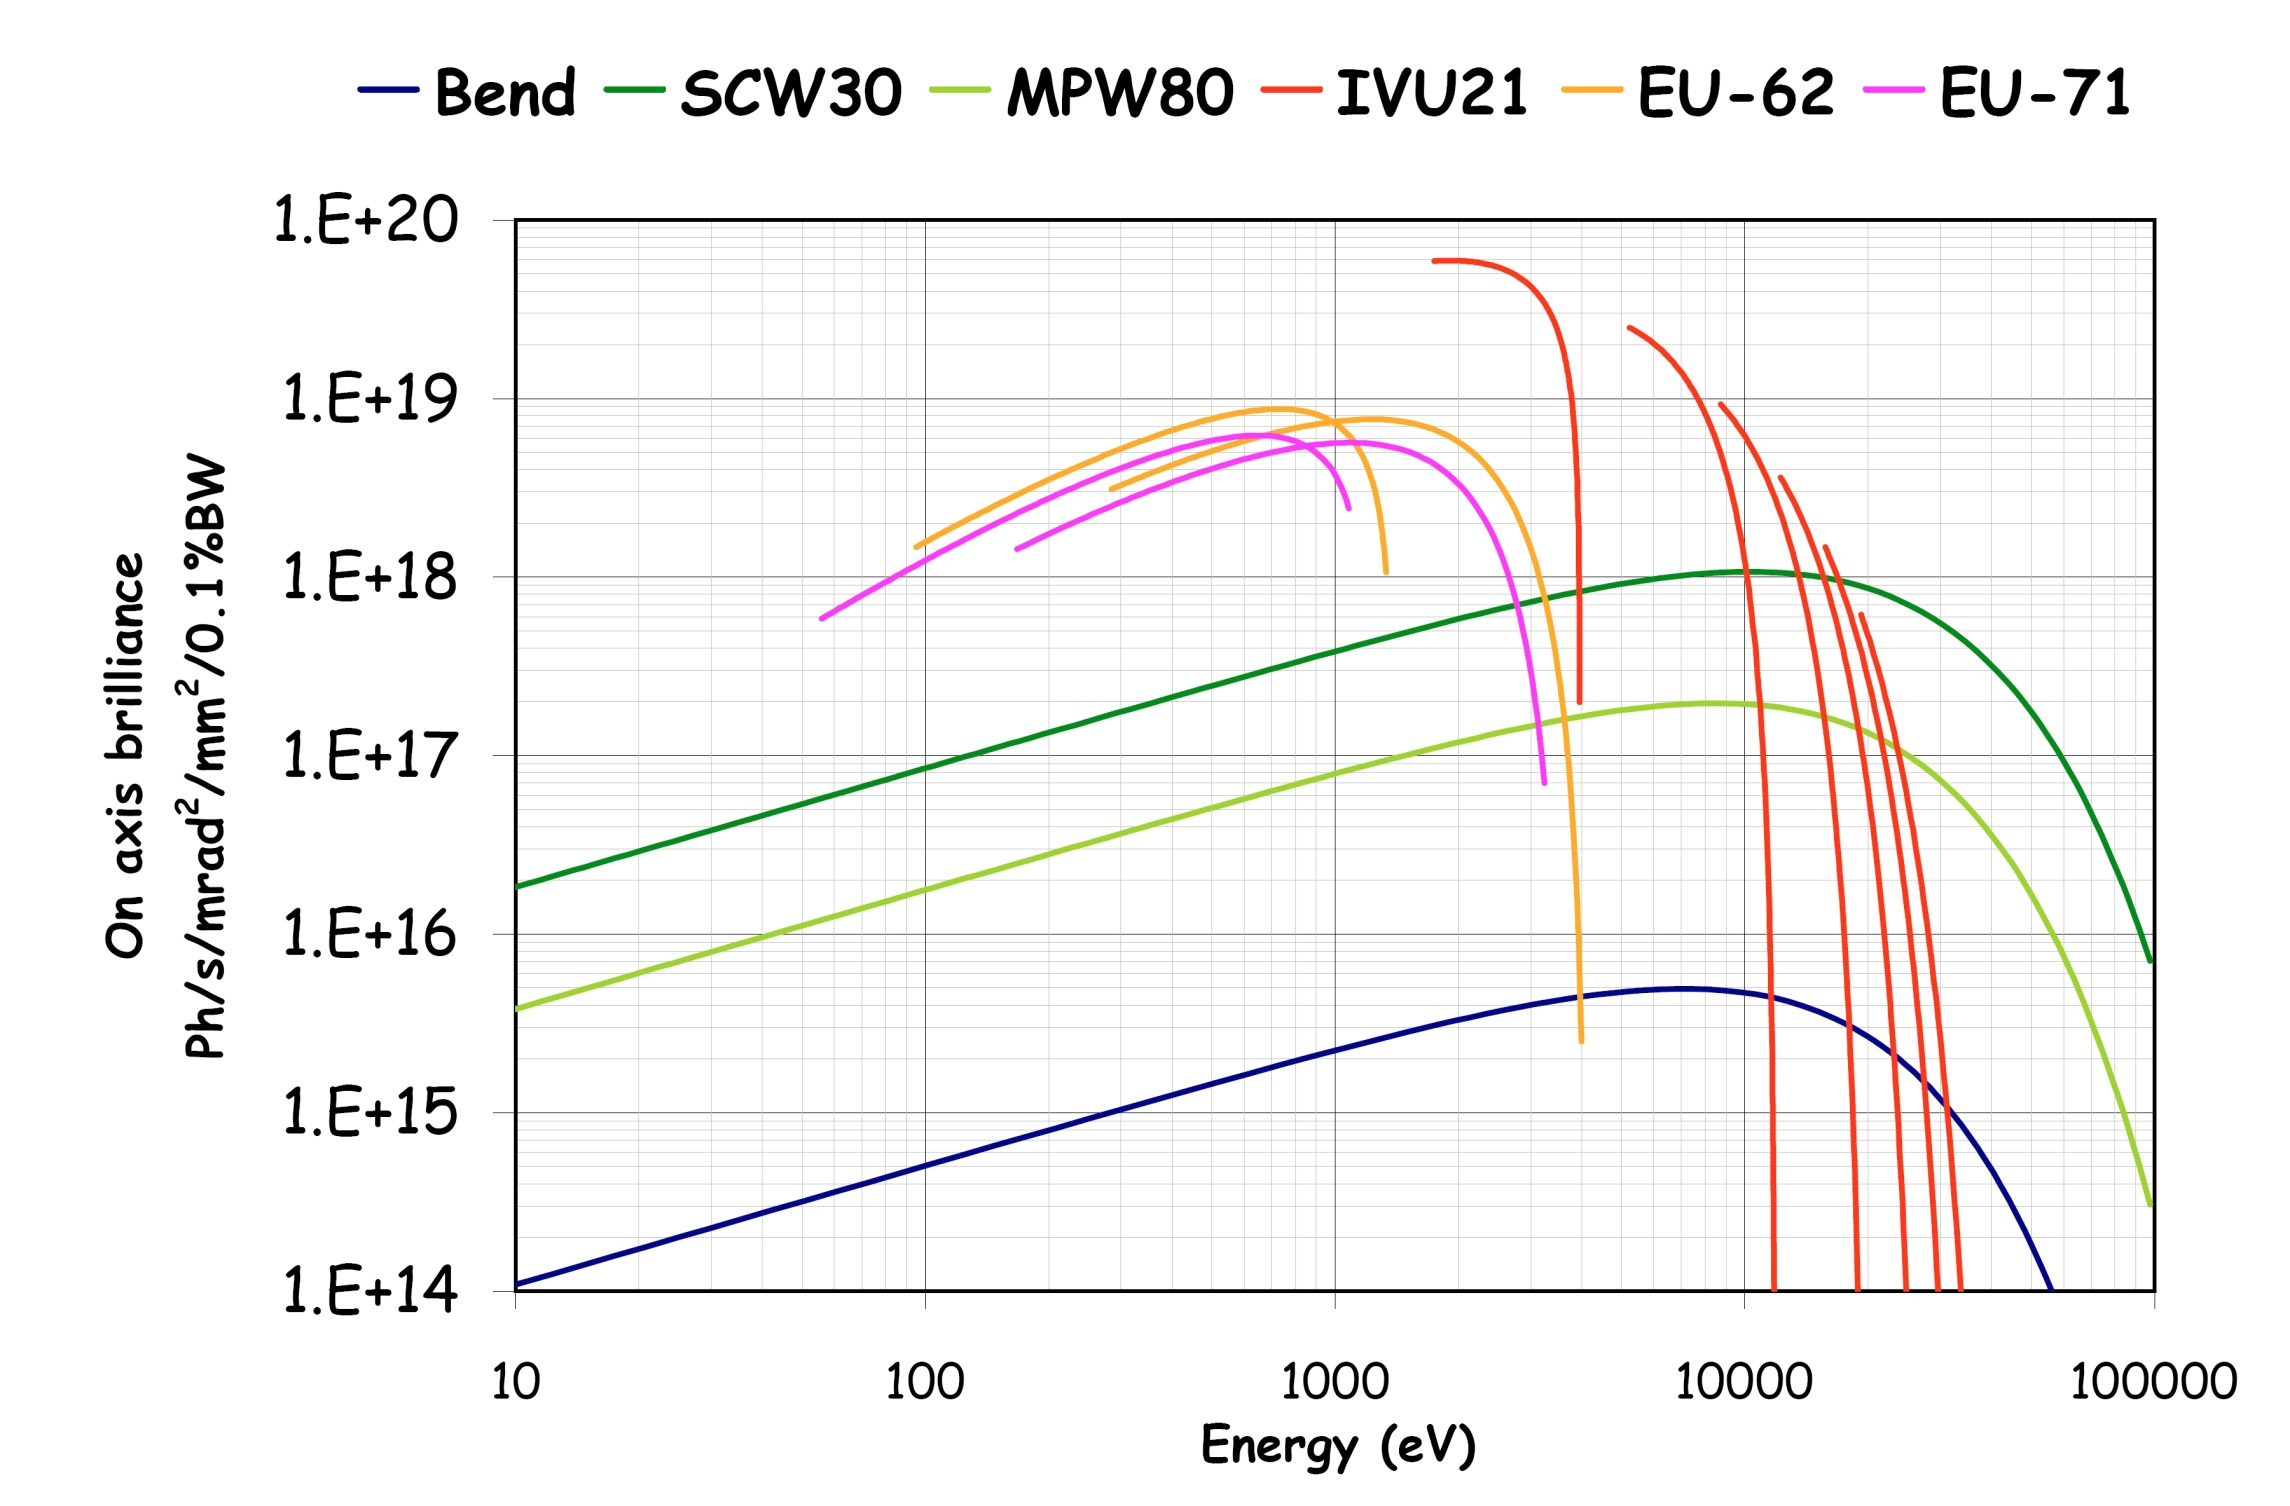 Bend SCW30 MPW80 IVU21 EU-62 EU-71
1.E+20
1.E+19
1.E+18
1.E+17
1.E+16
1.E+15
1.E+14
On axis brilliance
Ph/s/mrad²/mm²/0.1%BW
10 100 1000 10000 100000
Energy (eV)